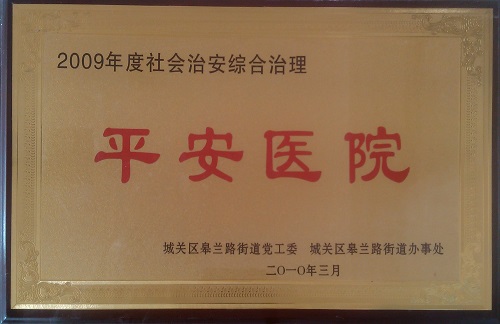 2009年度社会治安综合治理
平安医院
城关区皋兰路街道党工委 城关区皋兰路街道办事处
二〇一〇年三月